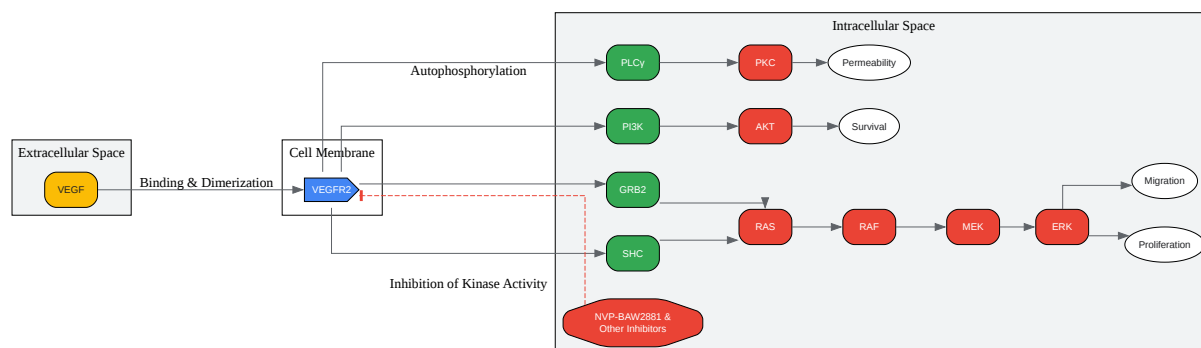 Intracellular Space
PLCγ
PKC
Permeability
Autophosphorylation
PI3K
AKT
Survival
Extracellular Space
Cell Membrane
VEGF
Binding & Dimerization
VEGFR2
GRB2
Migration
RAS
RAF
MEK
ERK
SHC
Proliferation
Inhibition of Kinase Activity
NVP-BAW2881 &
Other Inhibitors